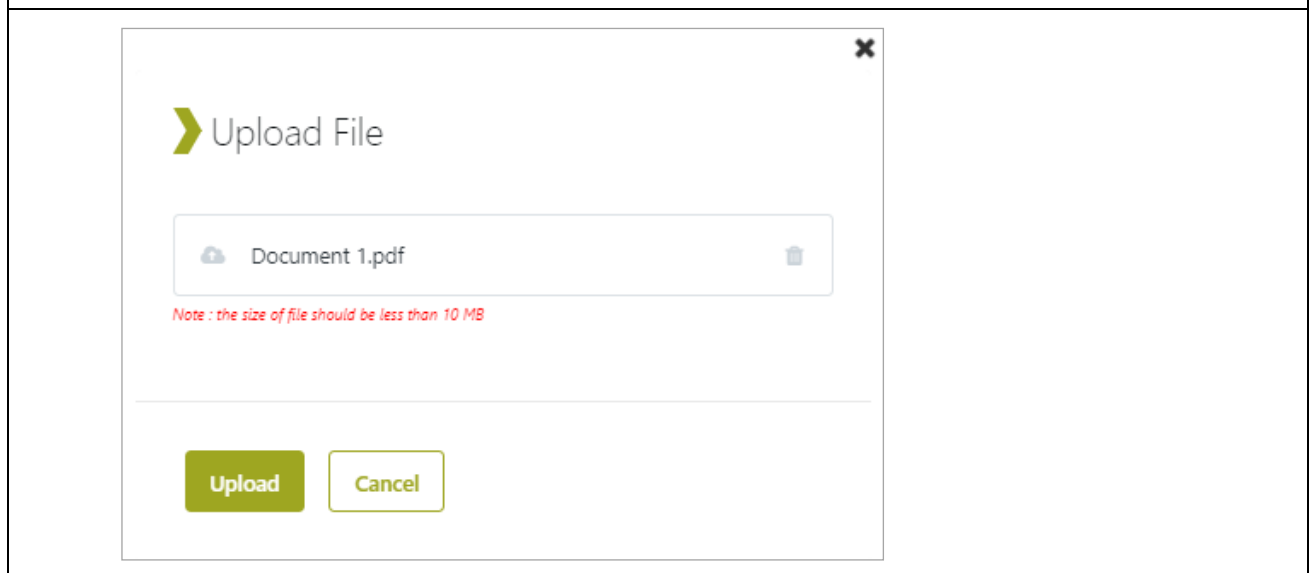 Upload File
Document 1.pdf
Note : the size of file should be less than 10 MB
Upload Cancel